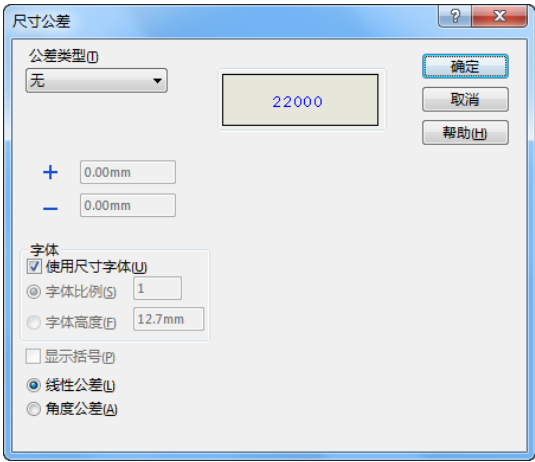 尺寸公差
公差类型(T)
无
22000
确定
取消
帮助(H)
+
0.00mm
−
0.00mm
字体
使用尺寸字体(U)
字体比例(S)
1
字体高度(F)
12.7mm
显示括号(P)
线性公差(L)
角度公差(A)